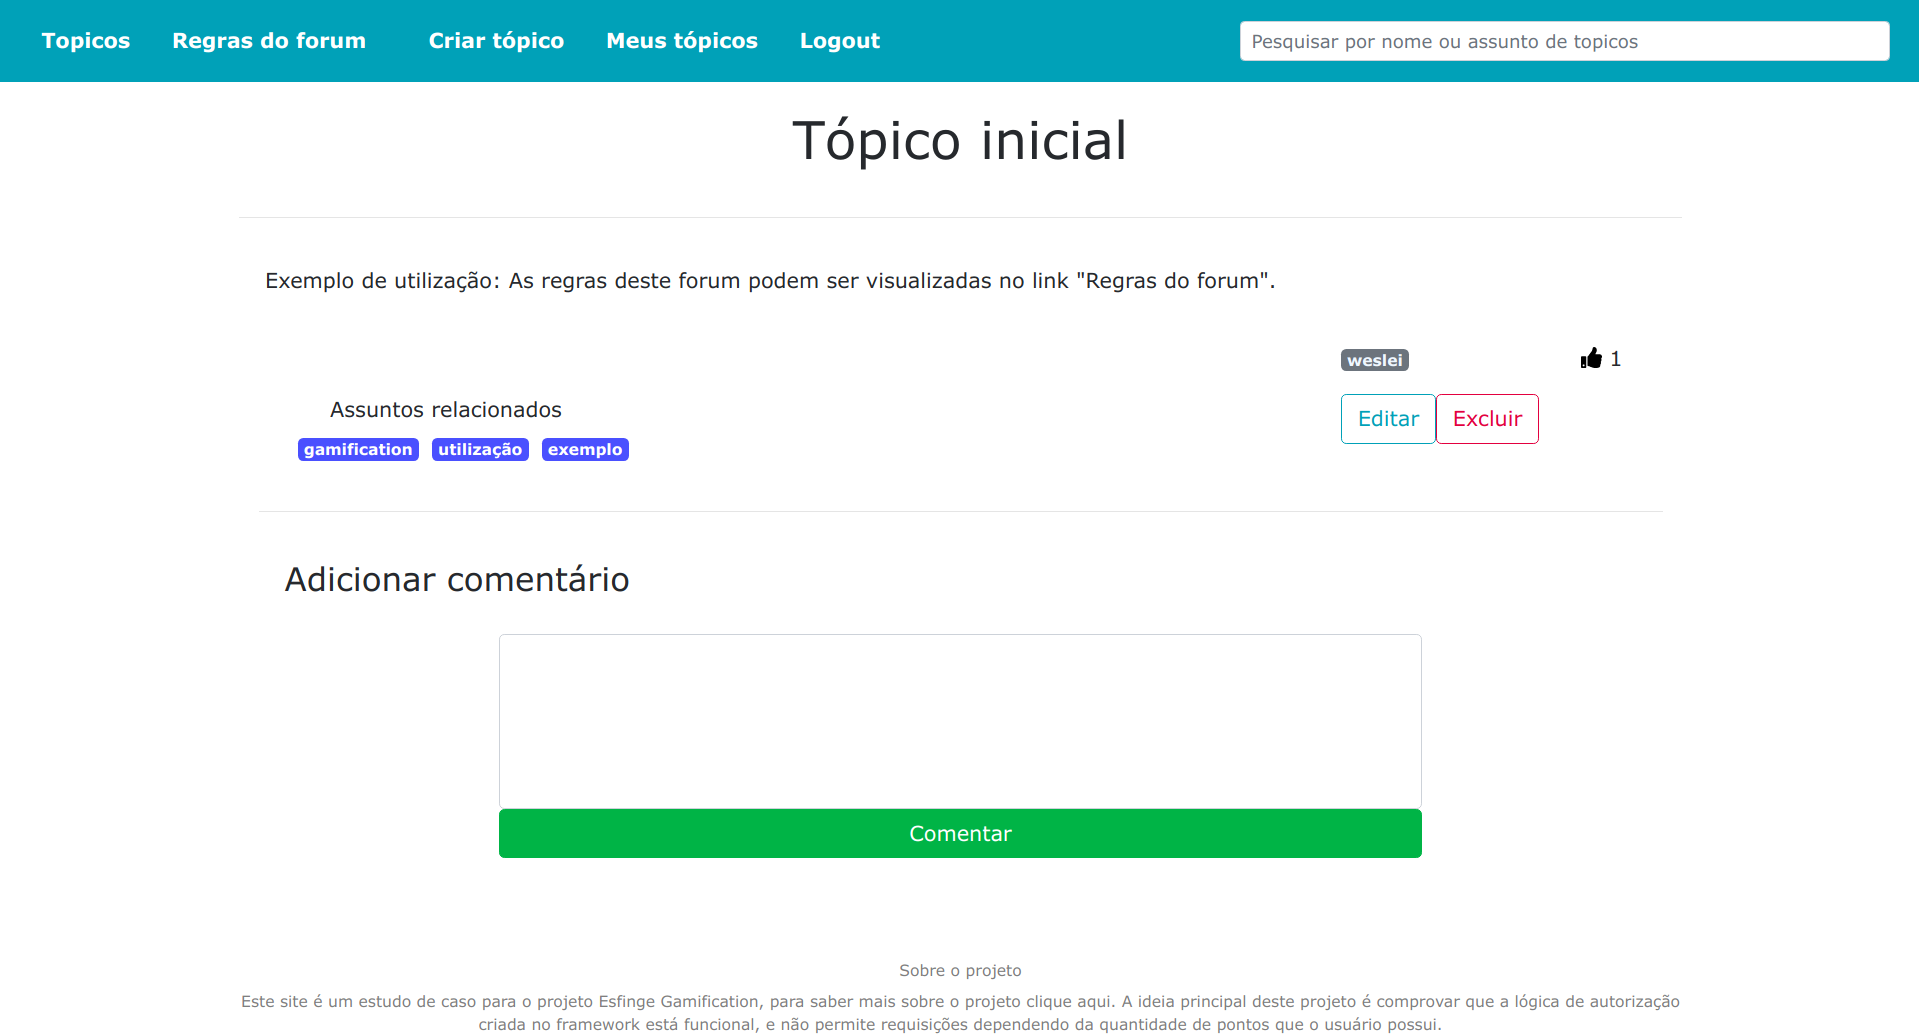 Topicos Regras do forum Criar tópico Meus tópicos Logout Pesquisar por nome ou assunto de topicos
Tópico inicial
Exemplo de utilização: As regras deste forum podem ser visualizadas no link "Regras do forum".
weslei 1
Assuntos relacionados
Editar Excluir
gamification utilização exemplo
Adicionar comentário
Comentar
Sobre o projeto
Este site é um estudo de caso para o projeto Esfinge Gamification, para saber mais sobre o projeto clique aqui. A ideia principal deste projeto é comprovar que a lógica de autorização
criada no framework está funcional, e não permite requisições dependendo da quantidade de pontos que o usuário possui.